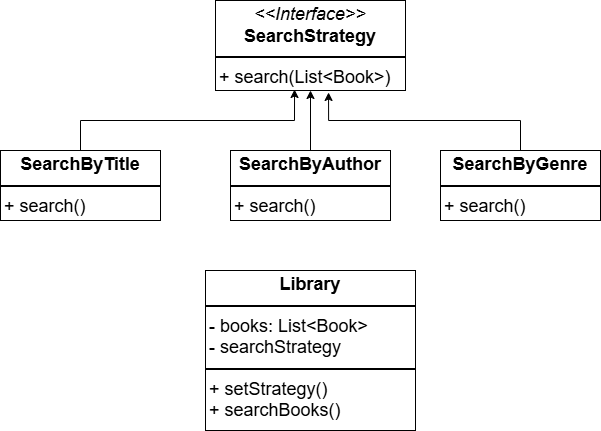 <<Interface>>
SearchStrategy
+ search(List<Book>)
SearchByTitle
+ search()
SearchByAuthor
+ search()
SearchByGenre
+ search()
Library
- books: List<Book>
- searchStrategy
+ setStrategy()
+ searchBooks()